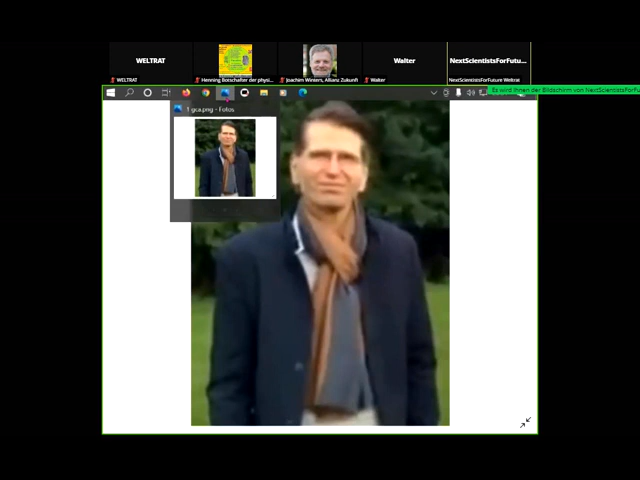 WELTRAT
Walter
NextScientistsForFutu...
WELTRAT
Henning Botschafter der physi...
Joachim Winters, Allianz Zukunft
Walter
NextScientistsForFuture Weltrat
Es wird Ihnen der Bildschirm von NextScientistsForFu
1 gca.png - Fotos